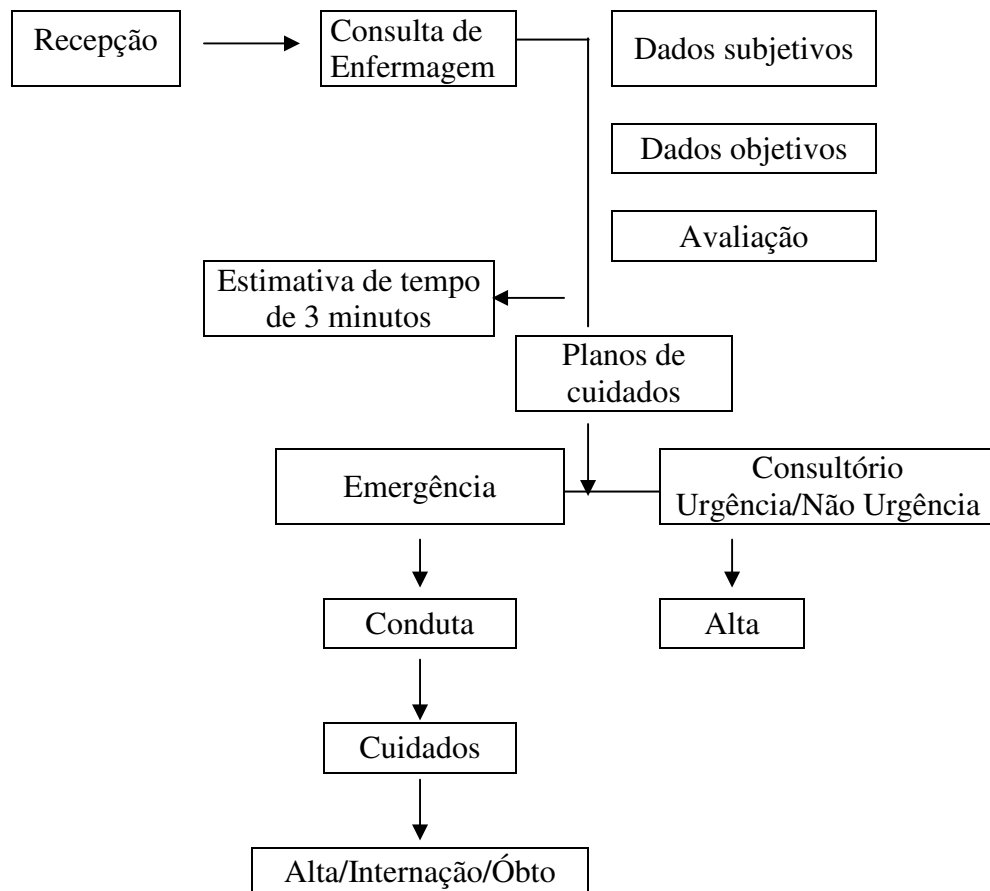 Recepção
Consulta de
Enfermagem
Dados subjetivos
Dados objetivos
Avaliação
Estimativa de tempo
de 3 minutos
Planos de
cuidados
Emergência
Consultório
Urgência/Não Urgência
Conduta
Alta
Cuidados
Alta/Internação/Óbto